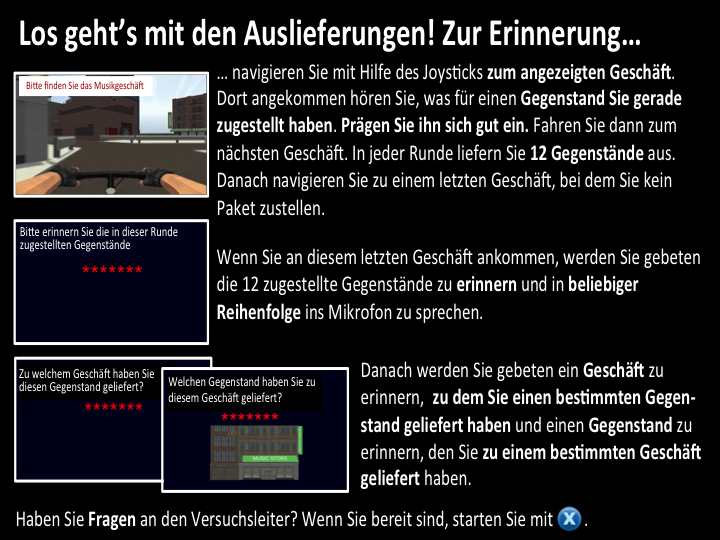 Los geht's mit den Auslieferungen! Zur Erinnerung...
Bitte finden Sie das Musikgeschäft
... navigieren Sie mit Hilfe des Joysticks zum angezeigten Geschäft.
Dort angekommen hören Sie, was für einen Gegenstand Sie gerade
zugestellt haben. Prägen Sie ihn sich gut ein. Fahren Sie dann zum
nächsten Geschäft. In jeder Runde liefern Sie 12 Gegenstände aus.
Danach navigieren Sie zu einem letzten Geschäft, bei dem Sie kein
Paket zustellen.
Bitte erinnern Sie die in dieser Runde
zugestellten Gegenstände
*******
Wenn Sie an diesem letzten Geschäft ankommen, werden Sie gebeten
die 12 zugestellte Gegenstände zu erinnern und in beliebiger
Reihenfolge ins Mikrofon zu sprechen.
Zu welchem Geschäft haben Sie
diesen Gegenstand geliefert?
*******
Welchen Gegenstand haben Sie zu
diesem Geschäft geliefert?
*******
MUSIC STORE
Danach werden Sie gebeten ein Geschäft zu
erinnern, zu dem Sie einen bestimmten Gegen-
stand geliefert haben und einen Gegenstand zu
erinnern, den Sie zu einem bestimmten Geschäft
geliefert haben.
Haben Sie Fragen an den Versuchsleiter? Wenn Sie bereit sind, starten Sie mit X .